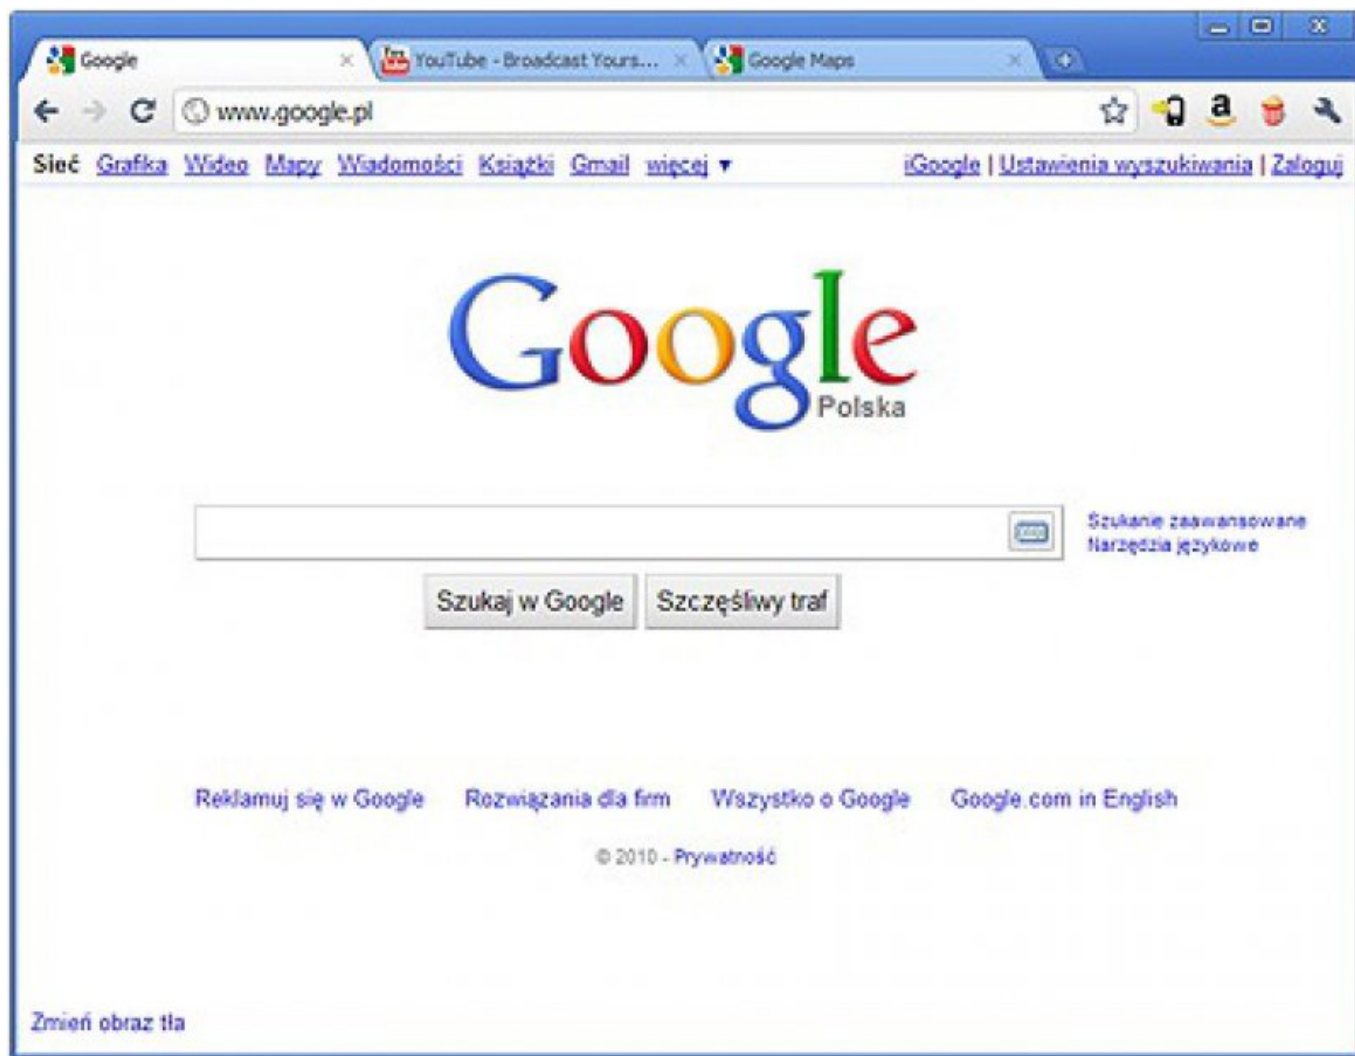 Google YouTube - Broadcast Yours... Google Maps
www.google.pl
Sieć Grafika Wideo Mapy Wiadomości Książki Gmail więcej ▼ iGoogle | Ustawienia wyszukiwania | Zaloguj
Google
Polska
Szukanie zaawansowane
Narzędzia językowe
Szukaj w Google Szczęśliwy traf
Reklamuj się w Google Rozwiązania dla firm Wszystko o Google Google.com in English
© 2010 - Prywatność
Zmień obraz tła